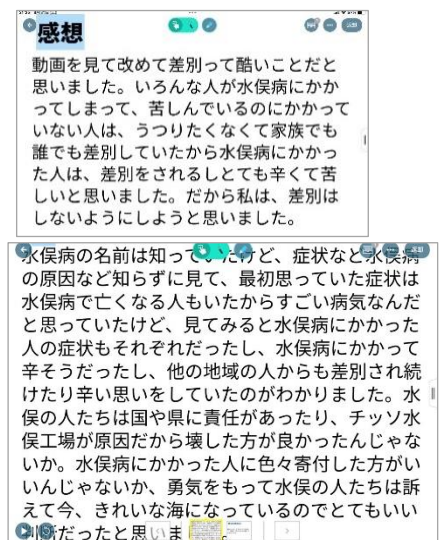 感想
動画を見て改めて差別って酷いことだと
思いました。いろんな人が水俣病にかか
ってしまって、苦しんでいるのにかかって
いない人は、うつりたくなくて家族でも
誰でも差別していたから水俣病にかかっ
た人は、差別をされるしとても辛くて苦
しいと思いました。だから私は、差別は
しないようにしようと思いました。
水俣病の名前は知っていたけど、症状など水俣病
の原因など知らずに見て、最初思っていた症状は
水俣病で亡くなる人もいたからすごい病気なんだ
と思っていたけど、見てみると水俣病にかかった
人の症状もそれぞれだったし、水俣病にかかって
辛そうだったし、他の地域の人からも差別され続
けたり辛い思いをしていたのがわかりました。水
俣の人たちは国や県に責任があったり、チッソ水
俣工場が原因だから壊した方が良かったんじゃな
いか。水俣病にかかった人に色々寄付した方がい
いんじゃないか、勇気をもって水俣の人たちは訴
えて今、きれいな海になっているのでとてもいい
だったと思いま